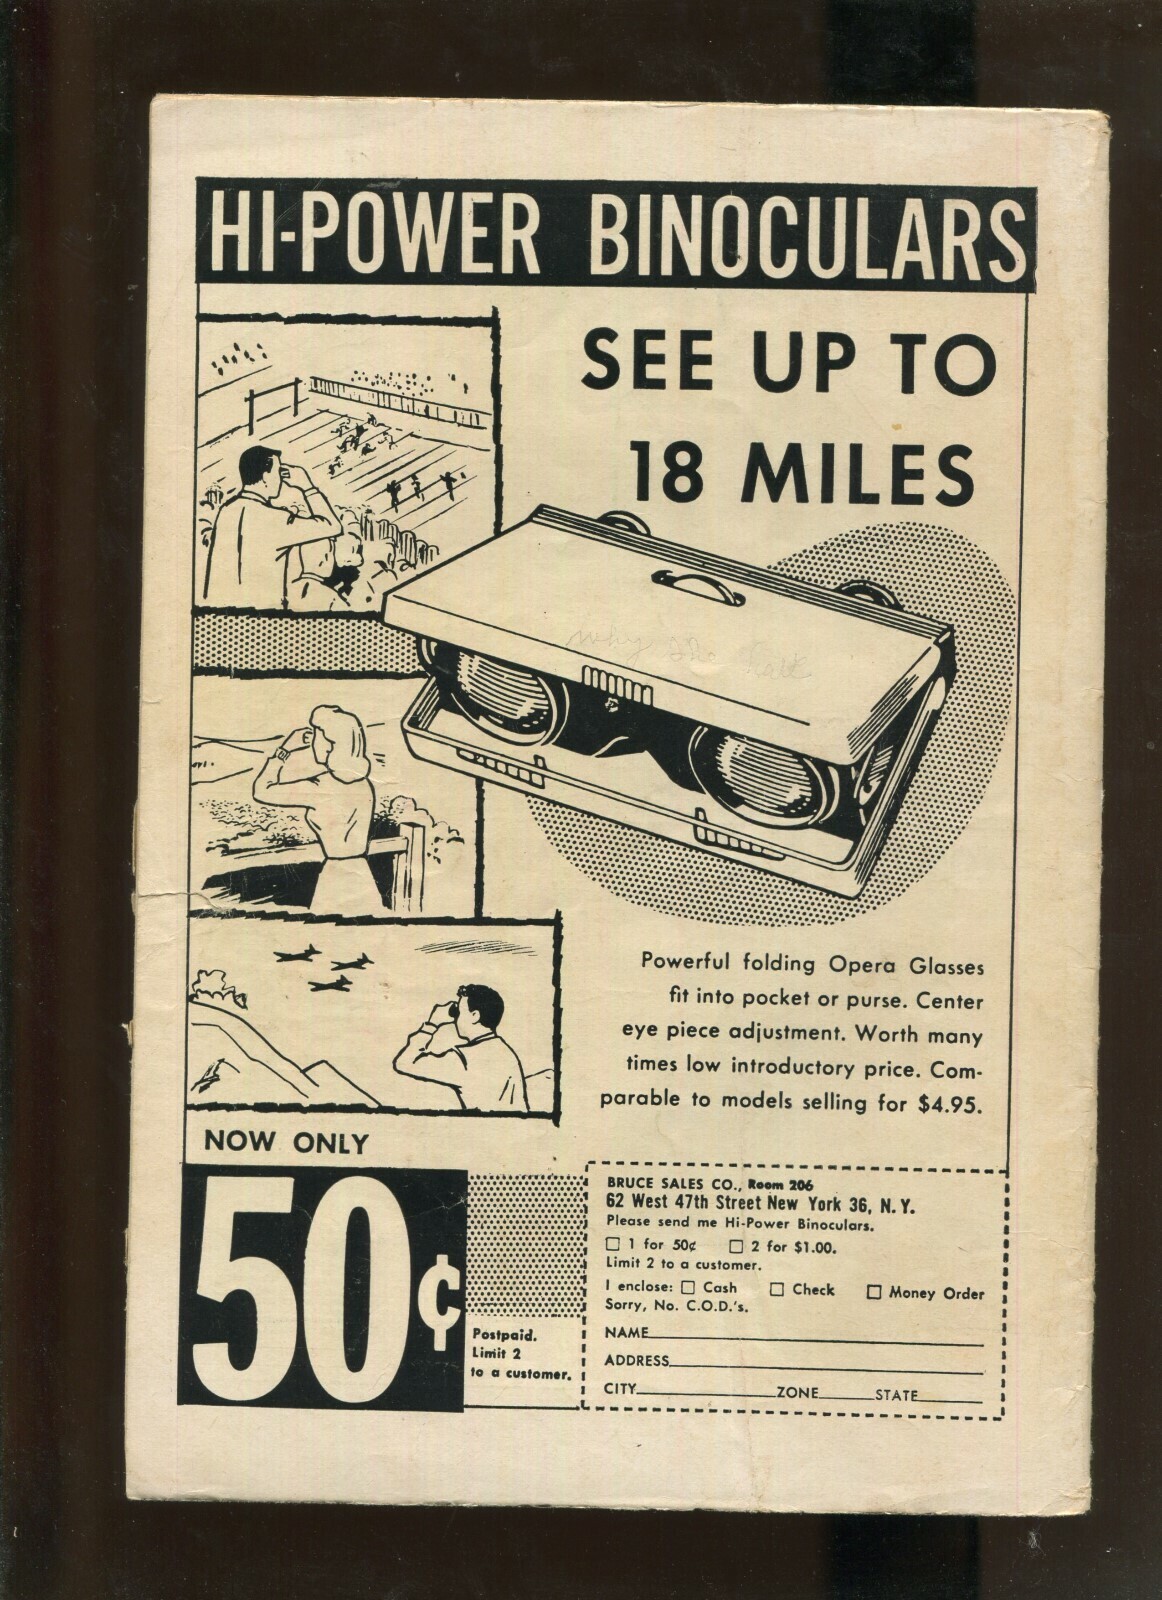 HI-POWER BINOCULARS
SEE UP TO
18 MILES
why the
Powerful folding Opera Glasses
fit into pocket or purse. Center
eye piece adjustment. Worth many
times low introductory price. Com-
parable to models selling for $4.95.
NOW ONLY
50¢
Postpaid.
Limit 2
to a customer.
BRUCE SALES CO., Room 206
62 West 47th Street New York 36, N.Y.
Please send me Hi-Power Binoculars.
☐ 1 for 50¢ ☐ 2 for $1.00.
Limit 2 to a customer.
I enclose: ☐ Cash ☐ Check ☐ Money Order
Sorry, No. C.O.D.'s.
NAME
ADDRESS
CITY ZONE STATE